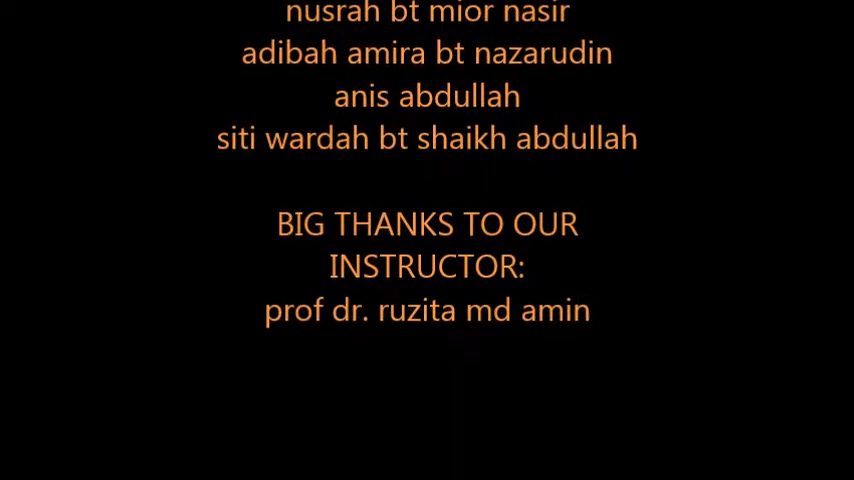 nusrah bt mior nasir
adibah amira bt nazarudin
anis abdullah
siti wardah bt shaikh abdullah
BIG THANKS TO OUR
INSTRUCTOR:
prof dr. ruzita md amin